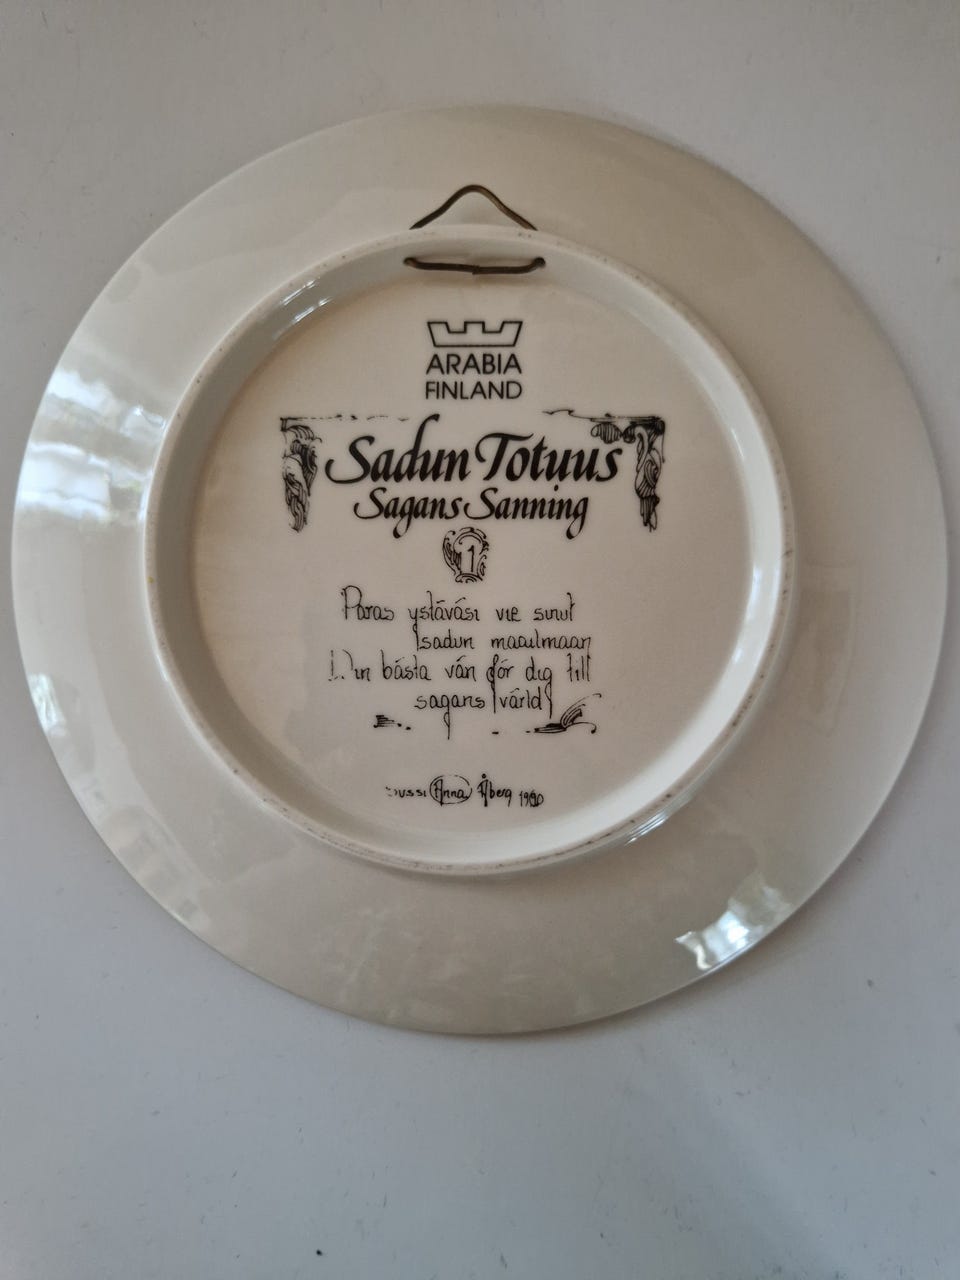 ARABIA
FINLAND
Sadun Totuus
Sagans Sanning
1
Paras ystäväsi vie sinut
sadun maailmaan
Din bästa vän för dig till
sagans värld
Anna Åberg